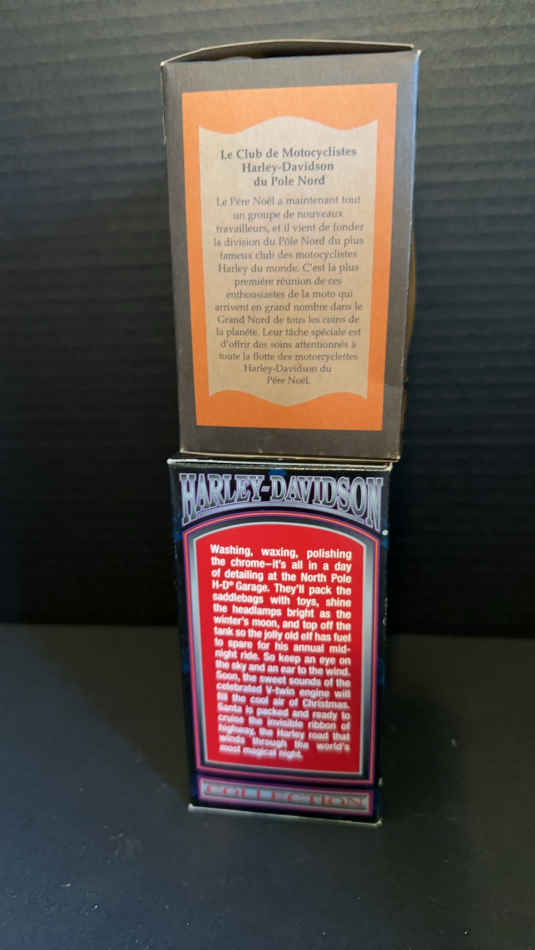 Le Club de Motocyclistes
Harley-Davidson
du Pole Nord
Le Père Noël a maintenant tout
un groupe de nouveaux
travailleurs, et il vient de fonder
la division du Pôle Nord du plus
fameux club des motocyclistes
Harley du monde. C'est la plus
première réunion de ces
enthousiastes de la moto qui
arrivent en grand nombre dans le
Grand Nord de tous les coins de
la planète. Leur tâche spéciale est
d'offrir des soins attentionnés à
toute la flotte des motorcyclettes
Harley-Davidson du
Père Noël.
HARLEY-DAVIDSON
Washing, waxing, polishing
the chrome–it's all in a day
of detailing at the North Pole
H-D® Garage. They'll pack the
saddlebags with toys, shine
the headlamps bright as the
winter's moon, and top off the
tank so the jolly old elf has fuel
to spare for his annual mid-
night ride. So keep an eye on
the sky and an ear to the wind.
Soon, the sweet sounds of the
celebrated V-twin engine will
fill the cool air of Christmas.
Santa is packed and ready to
cruise the invisible ribbon of
highway, the Harley road that
winds through the world's
most magical night.
COLLECTION